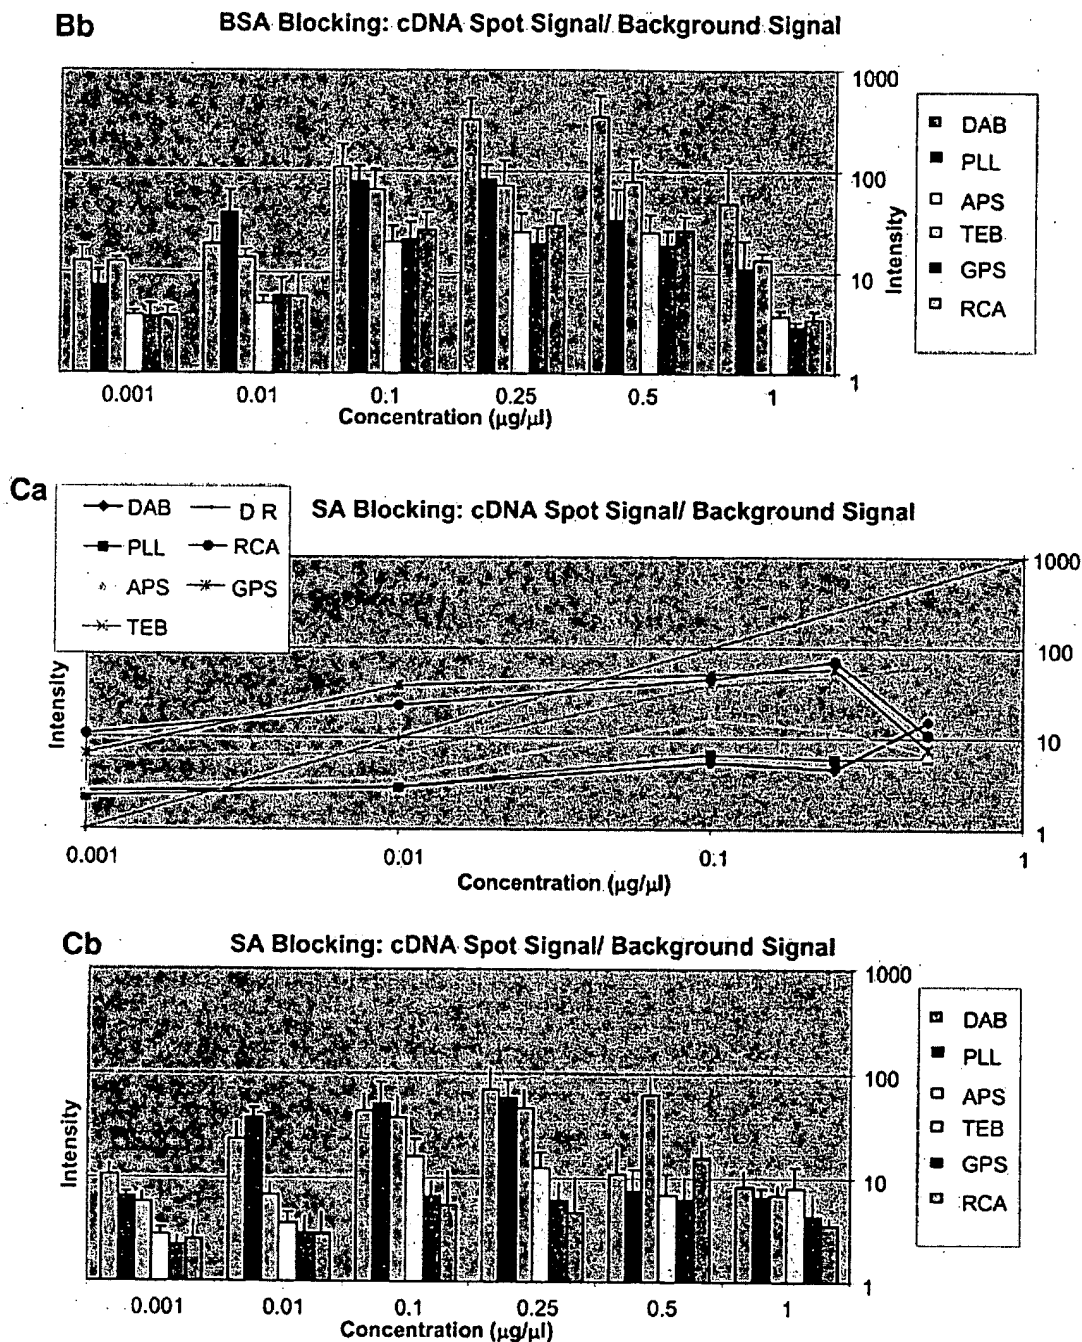 Bb
BSA Blocking: cDNA Spot Signal/ Background Signal
1000
100
10
1
Intensity
0.001 0.01 0.1 0.25 0.5 1
Concentration (µg/µl)
DAB
PLL
APS
TEB
GPS
RCA
Ca
DAB D R
PLL RCA
APS GPS
TEB
SA Blocking: cDNA Spot Signal/ Background Signal
Intensity
1000
100
10
1
0.001 0.01 0.1 1
Concentration (µg/µl)
Cb
SA Blocking: cDNA Spot Signal/ Background Signal
Intensity
1000
100
10
1
0.001 0.01 0.1 0.25 0.5 1
Concentration (µg/µl)
DAB
PLL
APS
TEB
GPS
RCA